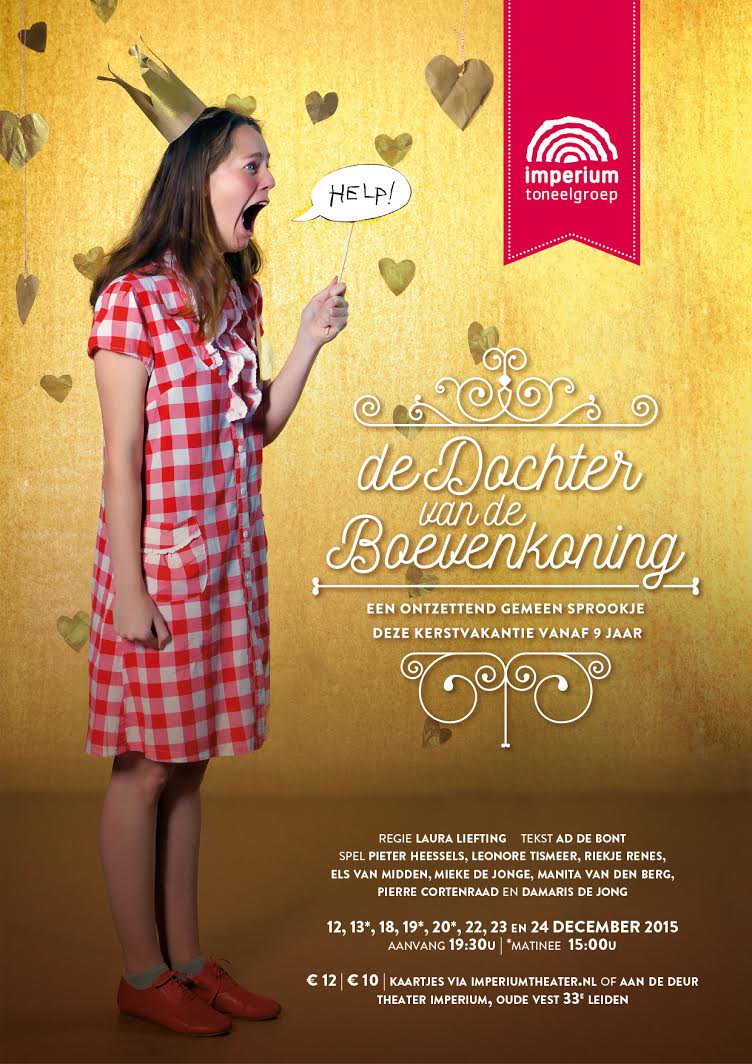 imperium
toneelgroep
HELP!
de Dochter
van de
Boevenkoning
EEN ONTZETTEND GEMEEN SPROOKJE
DEZE KERSTVAKANTIE VANAF 9 JAAR
REGIE LAURA LIEFTING TEKST AD DE BONT
SPEL PIETER HEESSELS, LEONORE TISMEER, RIEKJE RENES,
ELS VAN MIDDEN, MIEKE DE JONGE, MANITA VAN DEN BERG,
PIERRE CORTENRAAD EN DAMARIS DE JONG
12, 13*, 18, 19*, 20*, 22, 23 EN 24 DECEMBER 2015
AANVANG 19:30U | *MATINEE 15:00U
€ 12 | € 10 | KAARTJES VIA IMPERIUMTHEATER.NL OF AAN DE DEUR
THEATER IMPERIUM, OUDE VEST 33E LEIDEN